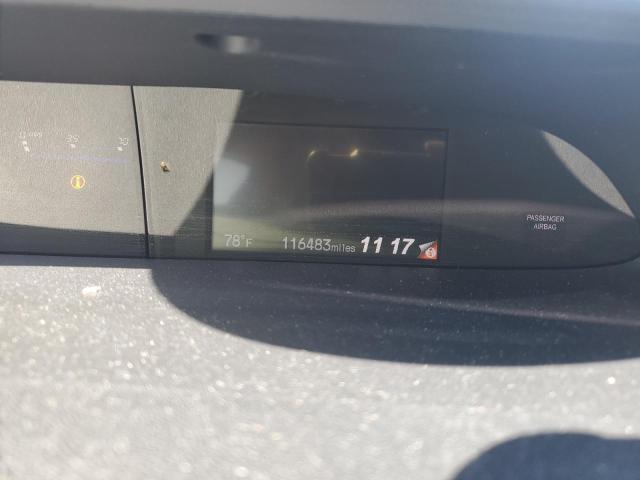 78°F 116483miles 11 17
PASSENGER
AIRBAG